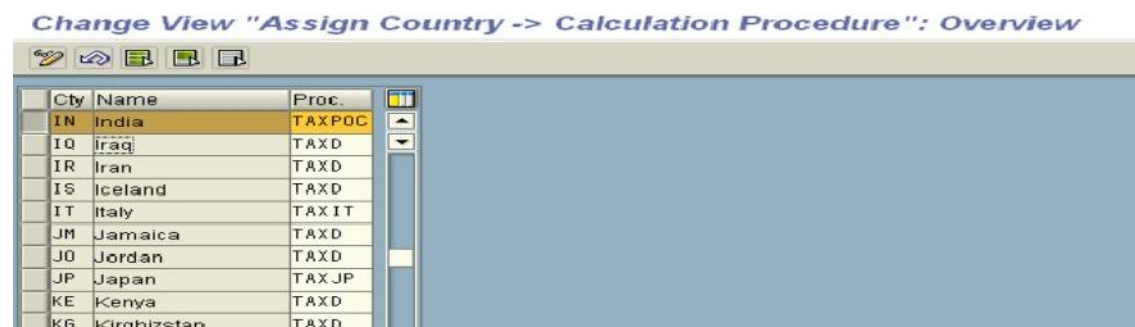 Change View "Assign Country -> Calculation Procedure": Overview
Cty Name Proc.
IN India TAXPOC
IQ Iraq TAXD
IR Iran TAXD
IS Iceland TAXD
IT Italy TAXIT
JM Jamaica TAXD
JO Jordan TAXD
JP Japan TAXJP
KE Kenya TAXD
KG Kirghizstan TAXD